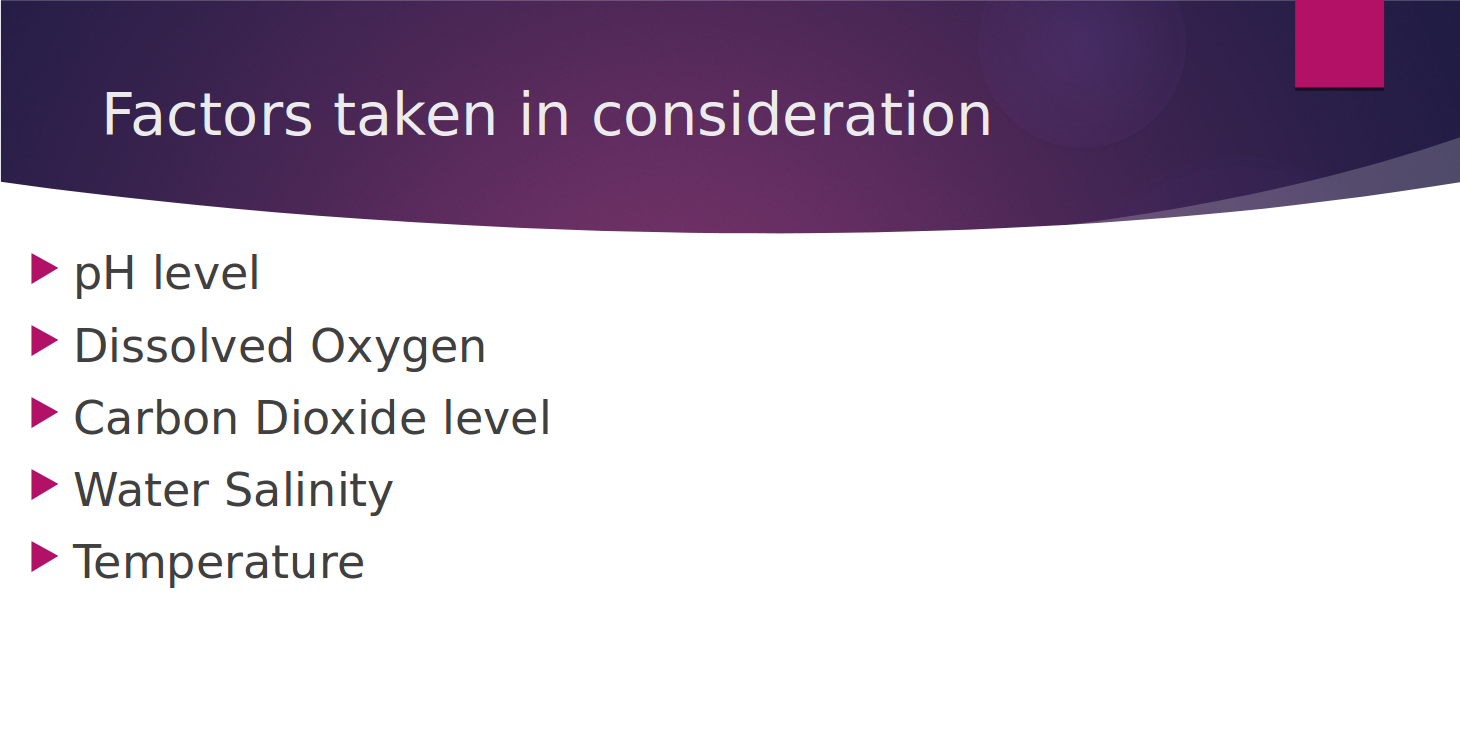 Factors taken in consideration
pH level
Dissolved Oxygen
Carbon Dioxide level
Water Salinity
Temperature